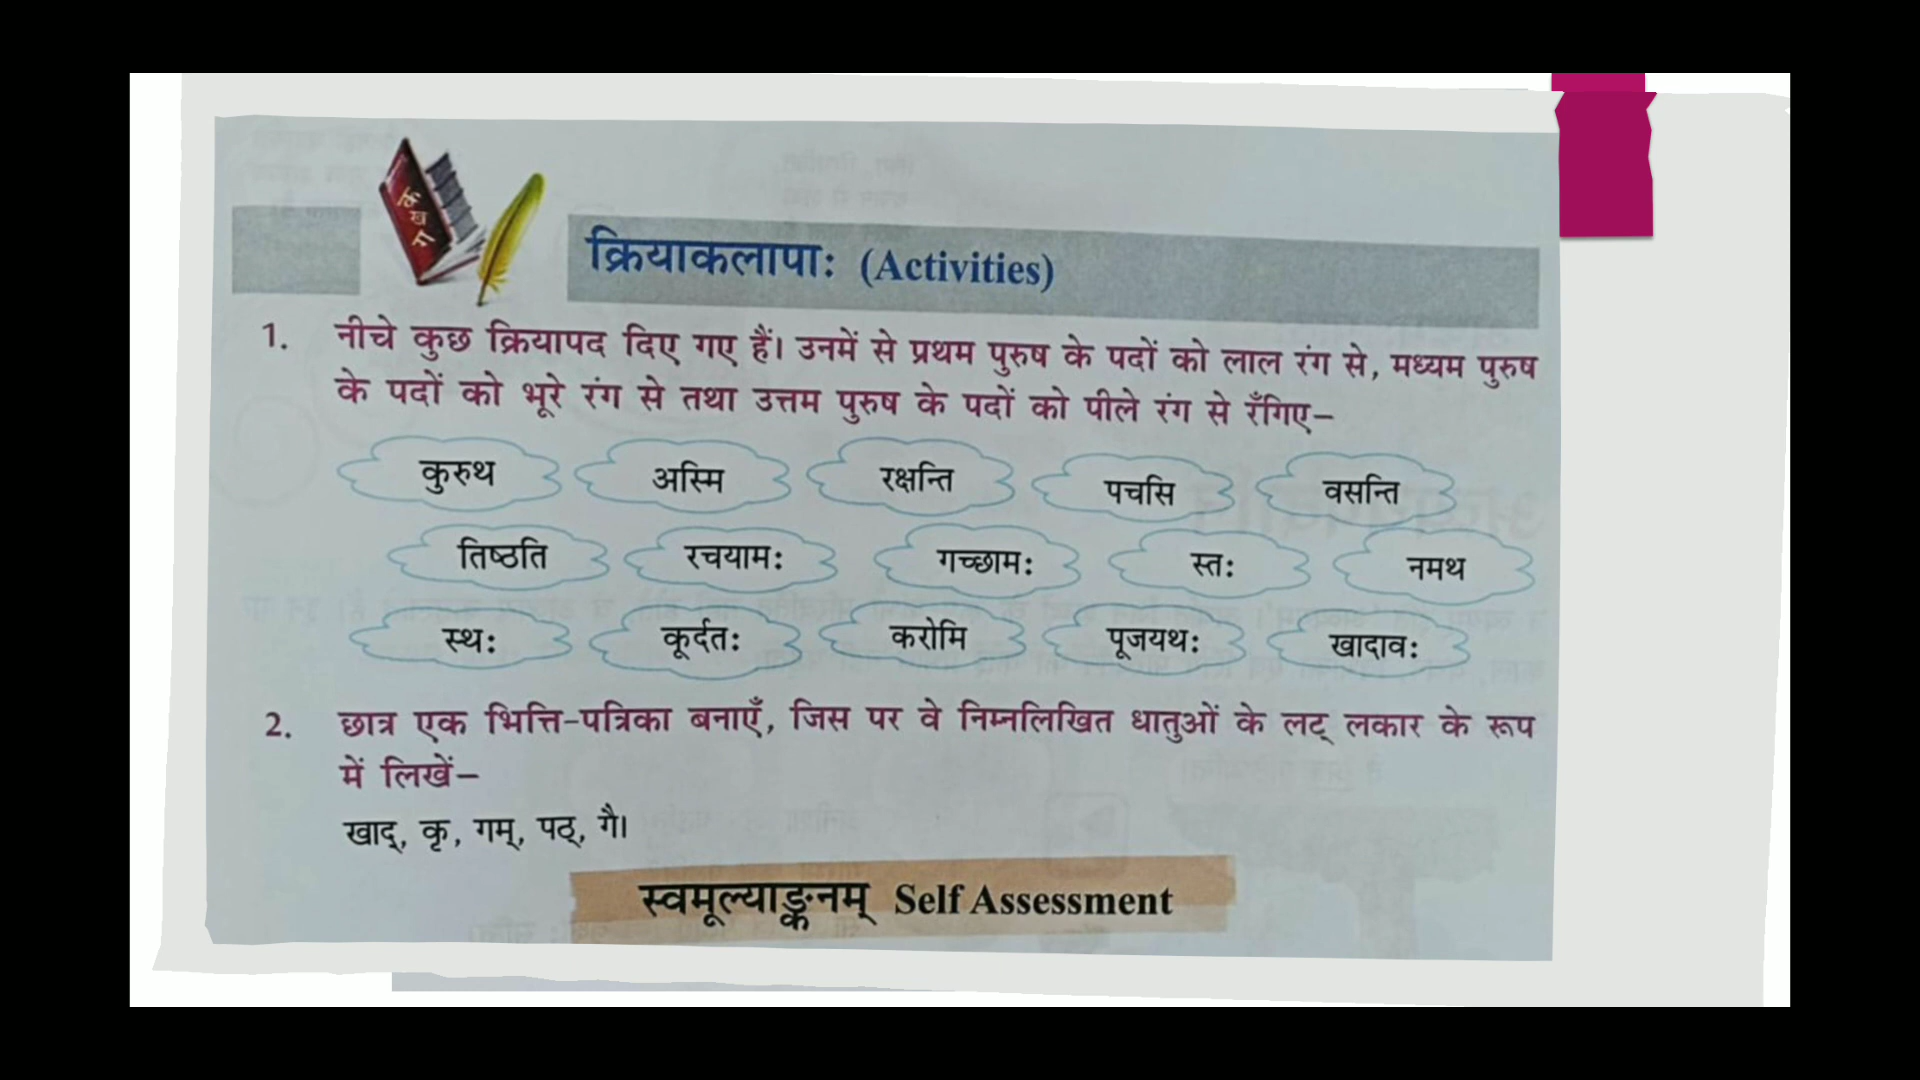 क ख ग
क्रियाकलापाः (Activities)
1. नीचे कुछ क्रियापद दिए गए हैं। उनमें से प्रथम पुरुष के पदों को लाल रंग से, मध्यम पुरुष
के पदों को भूरे रंग से तथा उत्तम पुरुष के पदों को पीले रंग से रँगिए–
कुरुथ अस्मि रक्षन्ति पचसि वसन्ति
तिष्ठति रचयामः गच्छामः स्तः नमथ
स्थः कूर्दतः करोमि पूजयथः खादावः
2. छात्र एक भित्ति-पत्रिका बनाएँ, जिस पर वे निम्नलिखित धातुओं के लट् लकार के रूप
में लिखें–
खाद्, कृ, गम्, पठ्, गै।
स्वमूल्याङ्कनम् Self Assessment